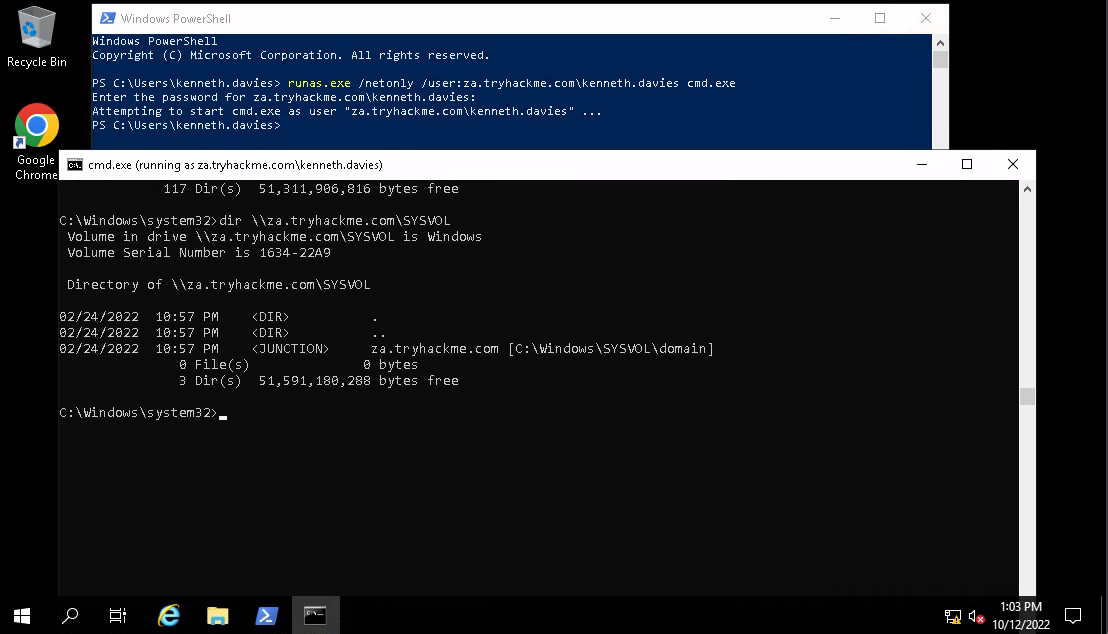 Recycle Bin
Google
Chrome
Windows PowerShell
Windows PowerShell
Copyright (C) Microsoft Corporation. All rights reserved.
PS C:\Users\kenneth.davies> runas.exe /netonly /user:za.tryhackme.com\kenneth.davies cmd.exe
Enter the password for za.tryhackme.com\kenneth.davies:
Attempting to start cmd.exe as user "za.tryhackme.com\kenneth.davies" ...
PS C:\Users\kenneth.davies>
cmd.exe (running as za.tryhackme.com\kenneth.davies)
117 Dir(s)  51,311,906,816 bytes free
C:\Windows\system32>dir \\za.tryhackme.com\SYSVOL
Volume in drive \\za.tryhackme.com\SYSVOL is Windows
Volume Serial Number is 1634-22A9
Directory of \\za.tryhackme.com\SYSVOL
02/24/2022  10:57 PM    <DIR>          .
02/24/2022  10:57 PM    <DIR>          ..
02/24/2022  10:57 PM    <JUNCTION>     za.tryhackme.com [C:\Windows\SYSVOL\domain]
0 File(s)              0 bytes
3 Dir(s)  51,591,180,288 bytes free
C:\Windows\system32>
1:03 PM
10/12/2022